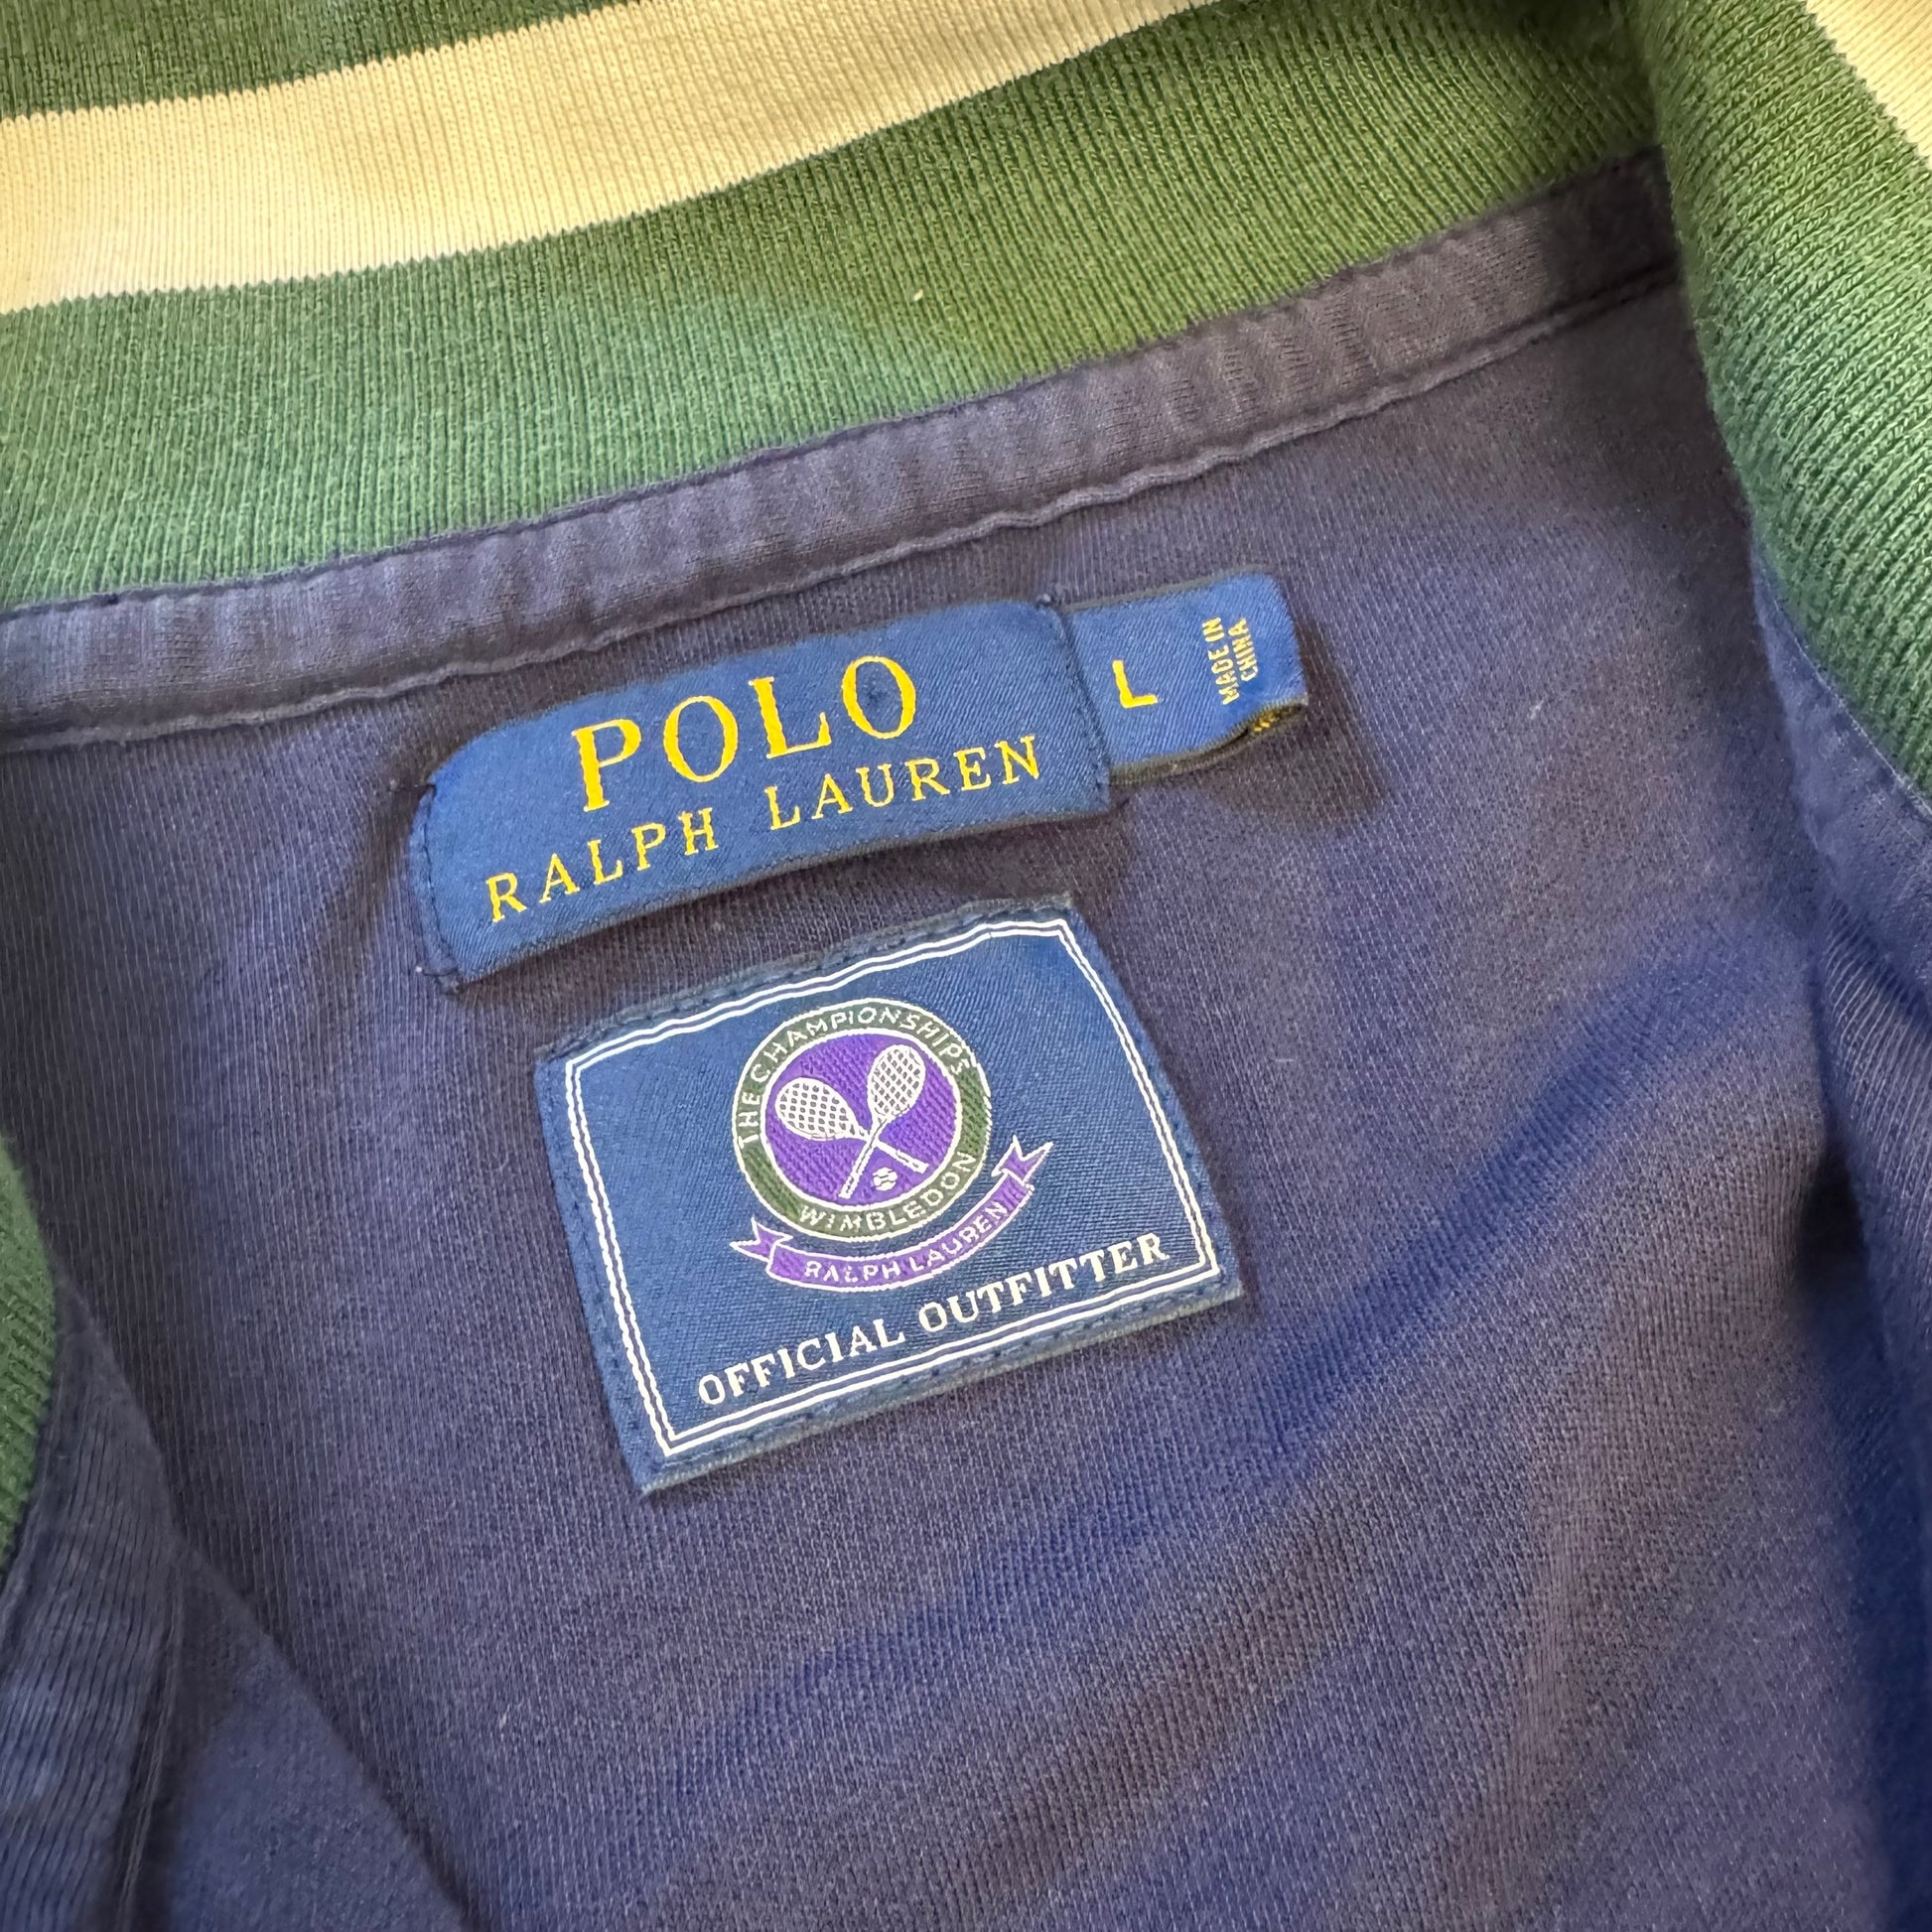 POLO
RALPH LAUREN
L
MADE IN
CHINA
THE CHAMPIONSHIPS
WIMBLEDON
RALPH LAUREN
OFFICIAL OUTFITTER